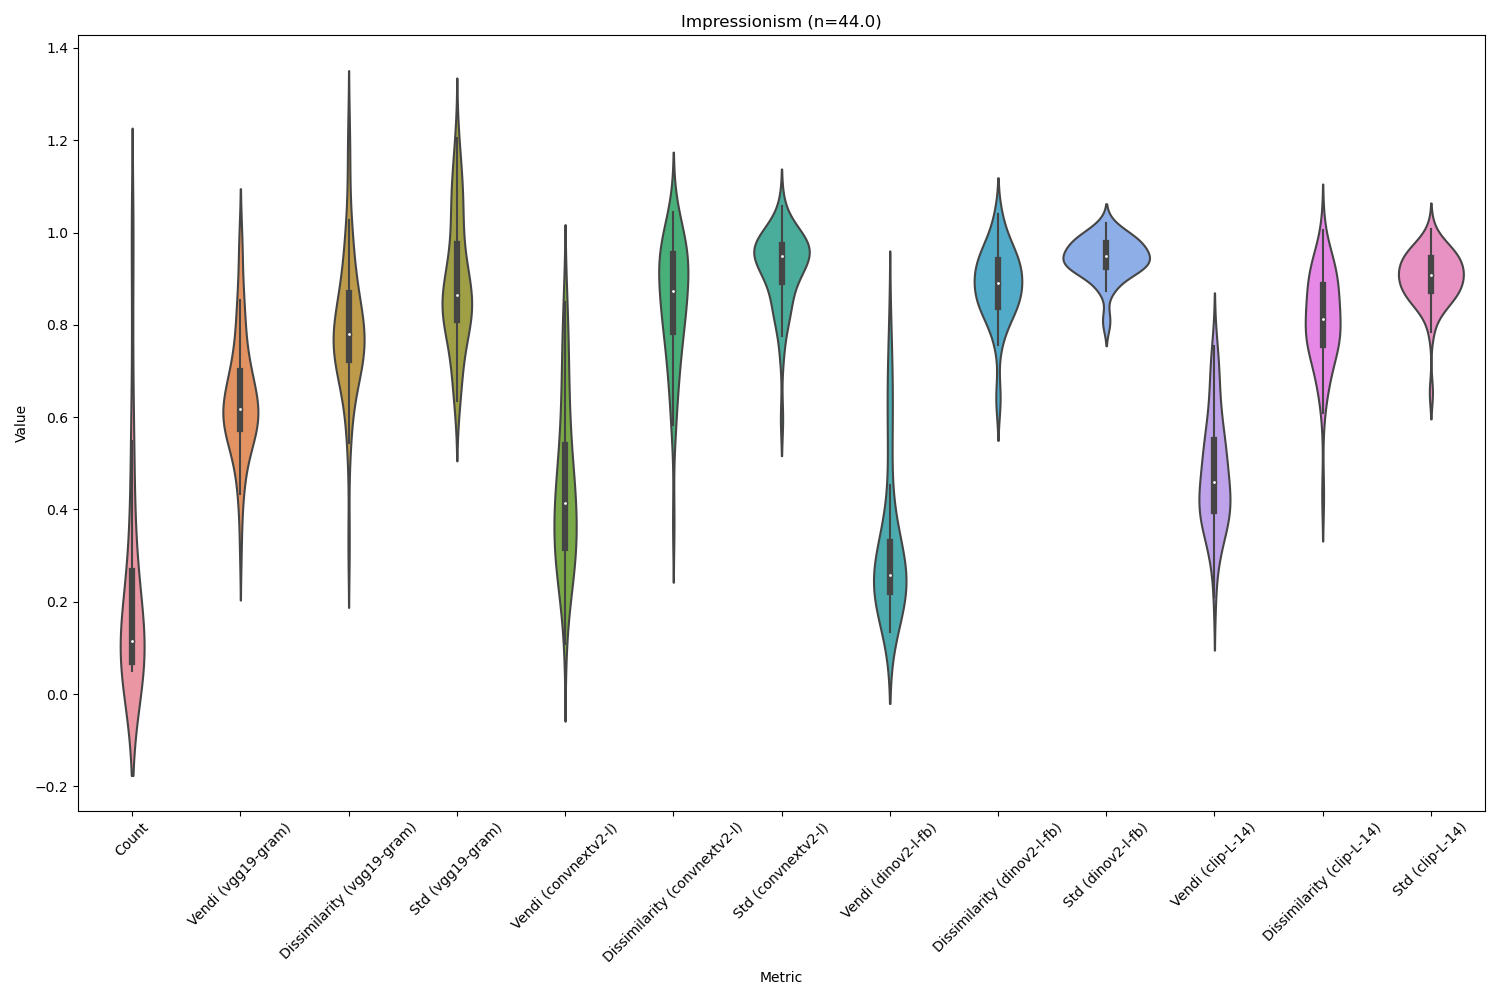 Impressionism (n=44.0)
Value
1.4
1.2
1.0
0.8
0.6
0.4
0.2
0.0
−0.2
Count
Vendi (vgg19-gram)
Dissimilarity (vgg19-gram)
Std (vgg19-gram)
Vendi (convnextv2-l)
Dissimilarity (convnextv2-l)
Std (convnextv2-l)
Vendi (dinov2-l-fb)
Dissimilarity (dinov2-l-fb)
Std (dinov2-l-fb)
Vendi (clip-L-14)
Dissimilarity (clip-L-14)
Std (clip-L-14)
Metric